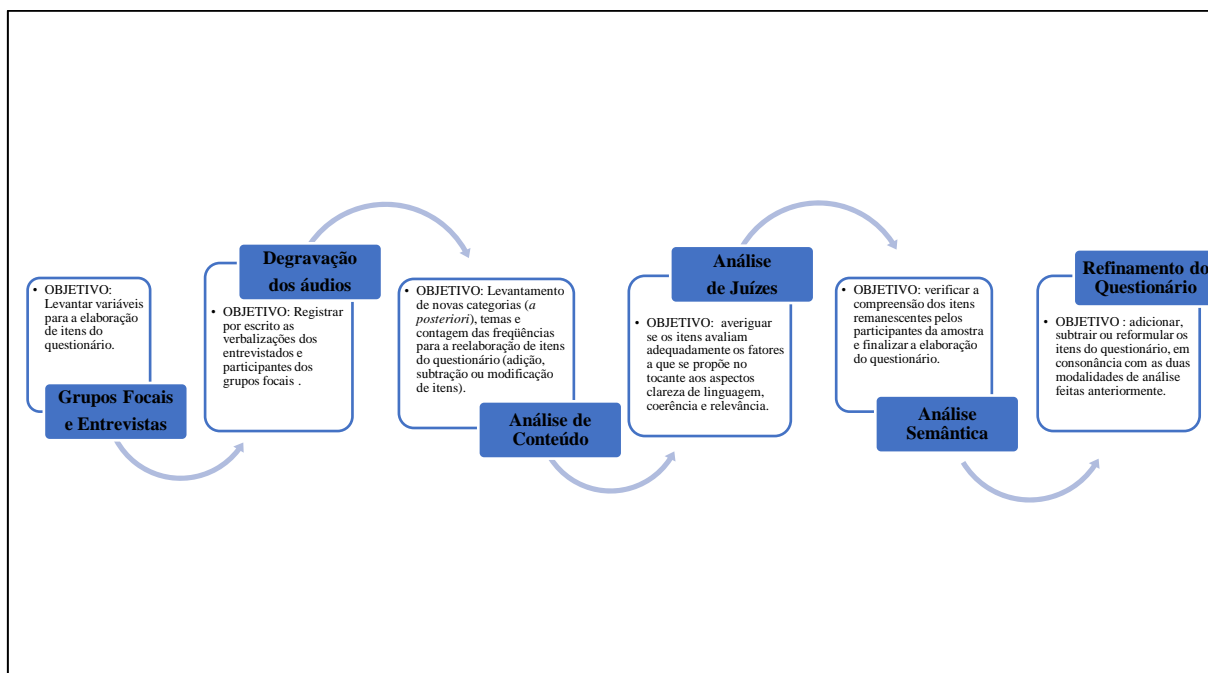 • OBJETIVO:
Levantar variáveis
para a elaboração
de itens do
questionário.
Grupos Focais
e Entrevistas
Degravação
dos áudios
• OBJETIVO: Registrar
por escrito as
verbalizações dos
entrevistados e
participantes dos
grupos focais .
• OBJETIVO: Levantamento
de novas categorias (a
posteriori), temas e
contagem das freqüências
para a reelaboração de itens
do questionário (adição,
subtração ou modificação
de itens).
Análise de
Conteúdo
Análise
de Juízes
• OBJETIVO: averiguar
se os itens avaliam
adequadamente os fatores
a que se propõe no
tocante aos aspectos
clareza de linguagem,
coerência e relevância.
• OBJETIVO: verificar a
compreensão dos itens
remanescentes pelos
participantes da amostra
e finalizar a elaboração
do questionário.
Análise
Semântica
Refinamento do
Questionário
• OBJETIVO : adicionar,
subtrair ou reformular os
itens do questionário, em
consonância com as duas
modalidades de análise
feitas anteriormente.